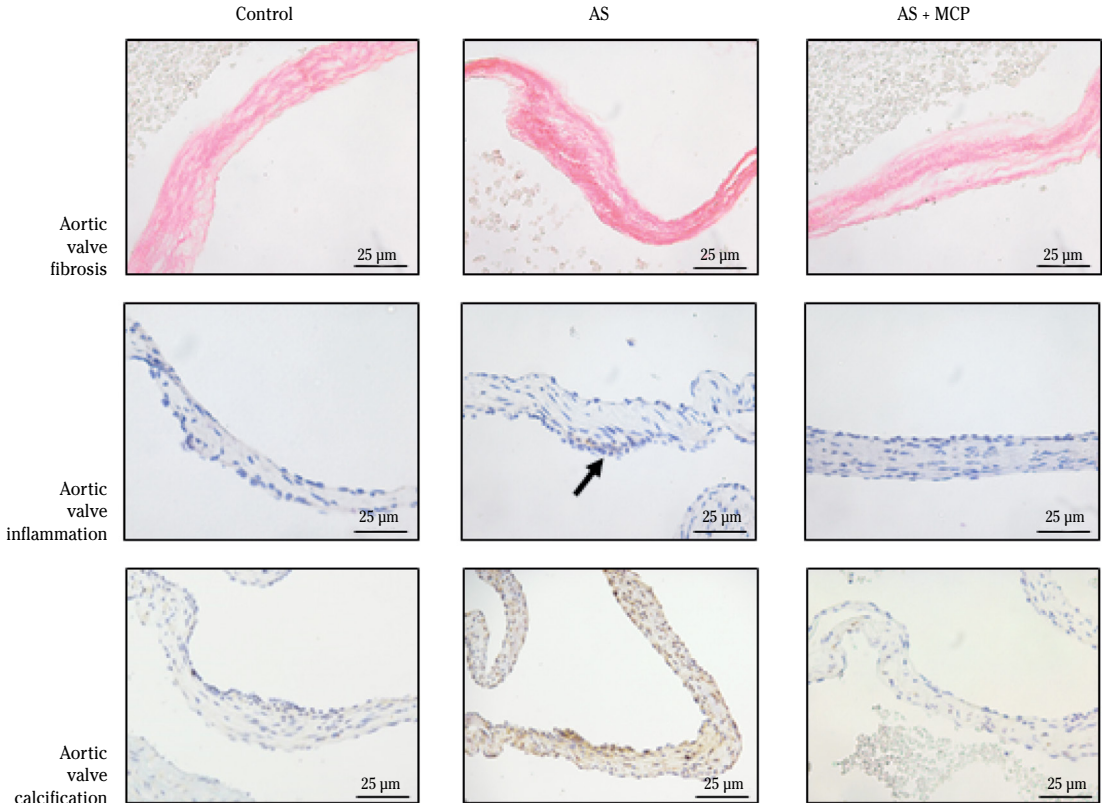 Control
AS
AS + MCP
Aortic
valve
fibrosis
25 µm
25 µm
25 µm
Aortic
valve
inflammation
25 µm
25 µm
25 µm
Aortic
valve
calcification
25 µm
25 µm
25 µm